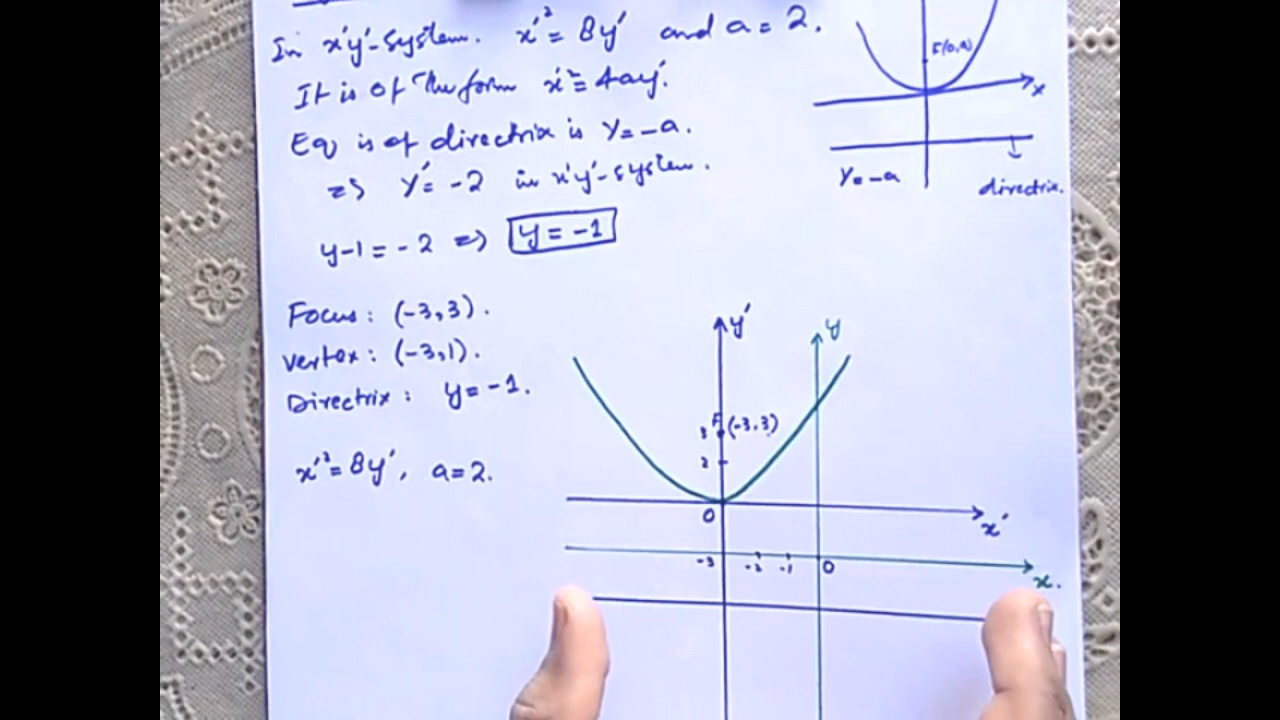 In x'y'-system. x'² = 8y' and a = 2.
It is of the form x'² = 4ay'.
Eq is of directrix is y = -a.
=> y' = -2 in x'y'-system.
y-1 = -2 => y = -1
F(0,a)
x
y = -a
directrix.
Focus: (-3,3).
vertex: (-3,1).
Directrix: y = -1.
x'² = 8y', a = 2.
y'
y
F
3 (-3,3)
2
0
x'
-3 -2 -1 0
x.